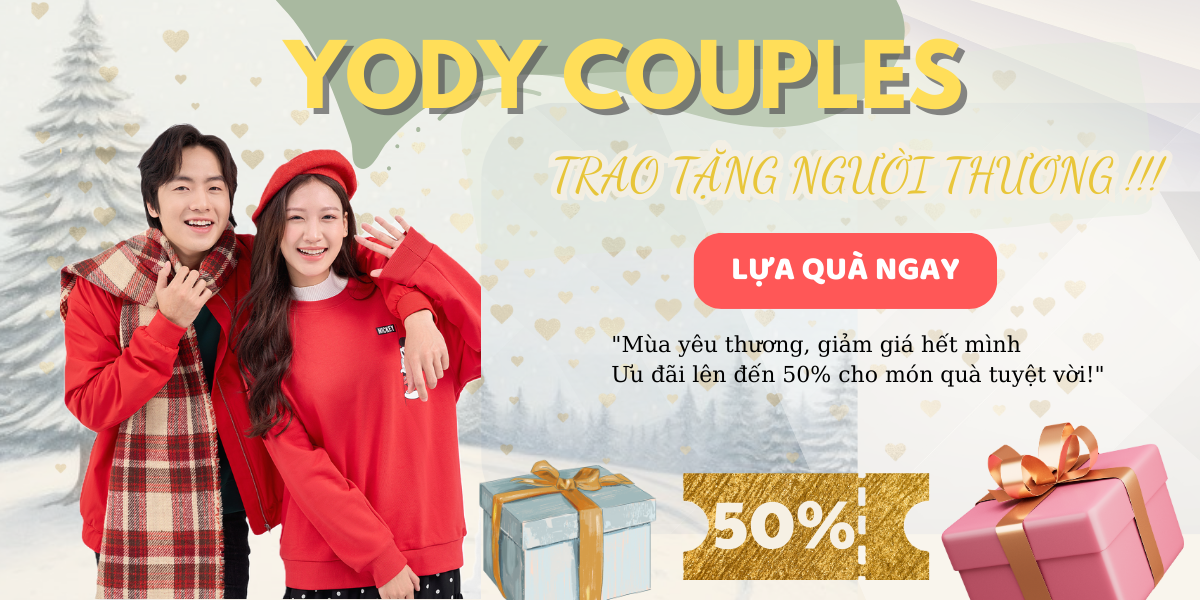 YODY COUPLES
TRAO TẶNG NGƯỜI THƯƠNG !!!
LỰA QUÀ NGAY
"Mùa yêu thương, giảm giá hết mình
Ưu đãi lên đến 50% cho món quà tuyệt vời!"
MICKEY
50%